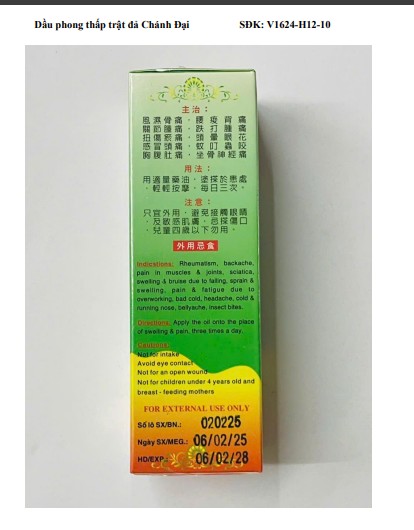 Dầu phong thấp trật đả Chánh Đại SĐK: V1624-H12-10
主治：
風濕骨痛、腰痠背痛
關節腫痛、跌打腫痛
扭傷瘀痛、頭暈眼花
感冒頭痛、蚊叮蟲咬
胸腹肚痛、坐骨神經痛
用法：
用適量藥油，塗搽於患處
，輕輕按摩，每日三次。
注意：
只宜外用，避免接觸眼睛
，及敏感肌膚，忌搽傷口
，兒童四歲以下勿用。
外用忌食
Indications: Rheumatism, backache,
pain in muscles & joints, sciatica,
swelling & bruise due to falling, sprain &
swelling, pain & fatigue due to
overworking, bad cold, headache, cold &
running nose, bellyache, insect bites.
Directions: Apply the oil onto the place
of swelling & pain, three times a day.
Cautions:
Not for intake
Avoid eye contact
Not for an open wound
Not for children under 4 years old and
breast - feeding mothers
FOR EXTERNAL USE ONLY
Số lô SX/BN.: 020225
Ngày SX/MFG.: 06/02/25
HD/EXP.: 06/02/28